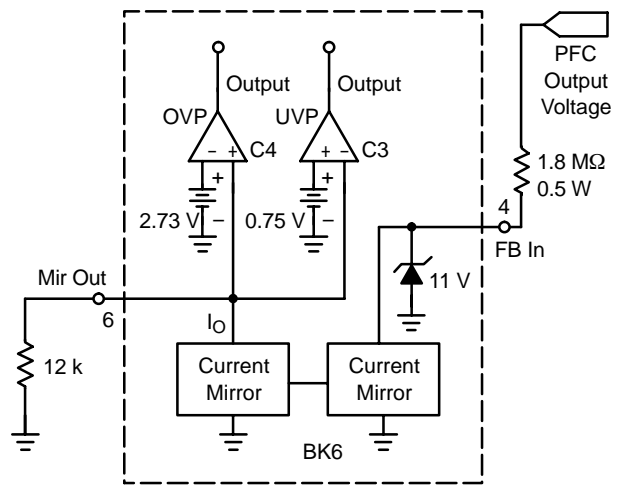 PFC
Output
Voltage
Output
Output
OVP
UVP
- +
C4
+ -
C3
+
+
2.73 V
-
0.75 V
-
1.8 MΩ
0.5 W
4
FB In
11 V
Mir Out
6
IO
12 k
Current
Mirror
Current
Mirror
BK6